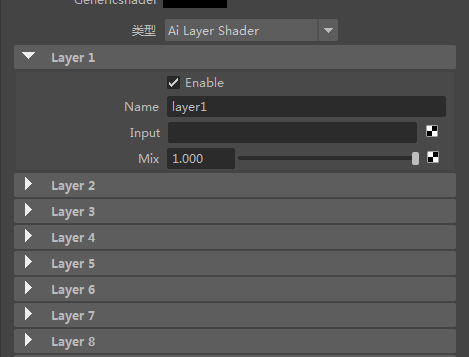 Genericshader
类型 Ai Layer Shader
Layer 1
Enable
Name layer1
Input
Mix 1.000
Layer 2
Layer 3
Layer 4
Layer 5
Layer 6
Layer 7
Layer 8